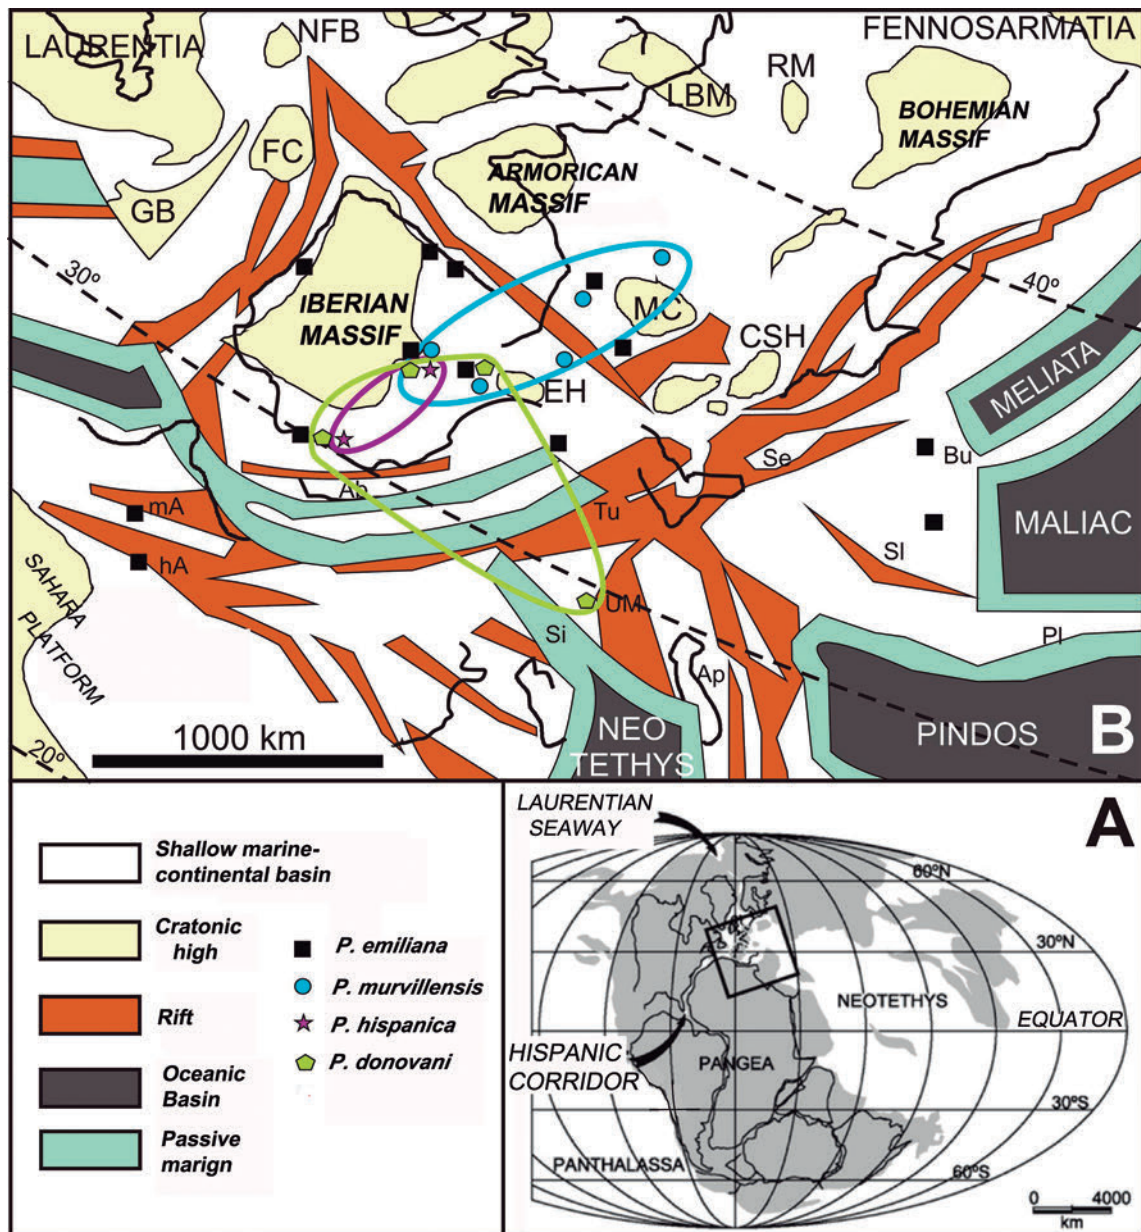 LAURENTIA
NFB
FENNOSARMATIA
RM
LBM
BOHEMIAN
MASSIF
FC
ARMORICAN
MASSIF
GB
30º
40º
IBERIAN
MASSIF
MC
CSH
EH
MELIATA
Se
Bu
Ab
mA
Tu
MALIAC
hA
Sl
SAHARA
PLATFORM
UM
Si
Pl
Ap
1000 km
NEO
TETHYS
PINDOS
B
20º
Shallow marine-
continental basin
Cratonic
high
Rift
Oceanic
Basin
Passive
marign
P. emiliana
P. murvillensis
P. hispanica
P. donovani
LAURENTIAN
SEAWAY
A
60ºN
30ºN
NEOTETHYS
EQUATOR
HISPANIC
CORRIDOR
PANGEA
30ºS
PANTHALASSA
60ºS
0 4000
km